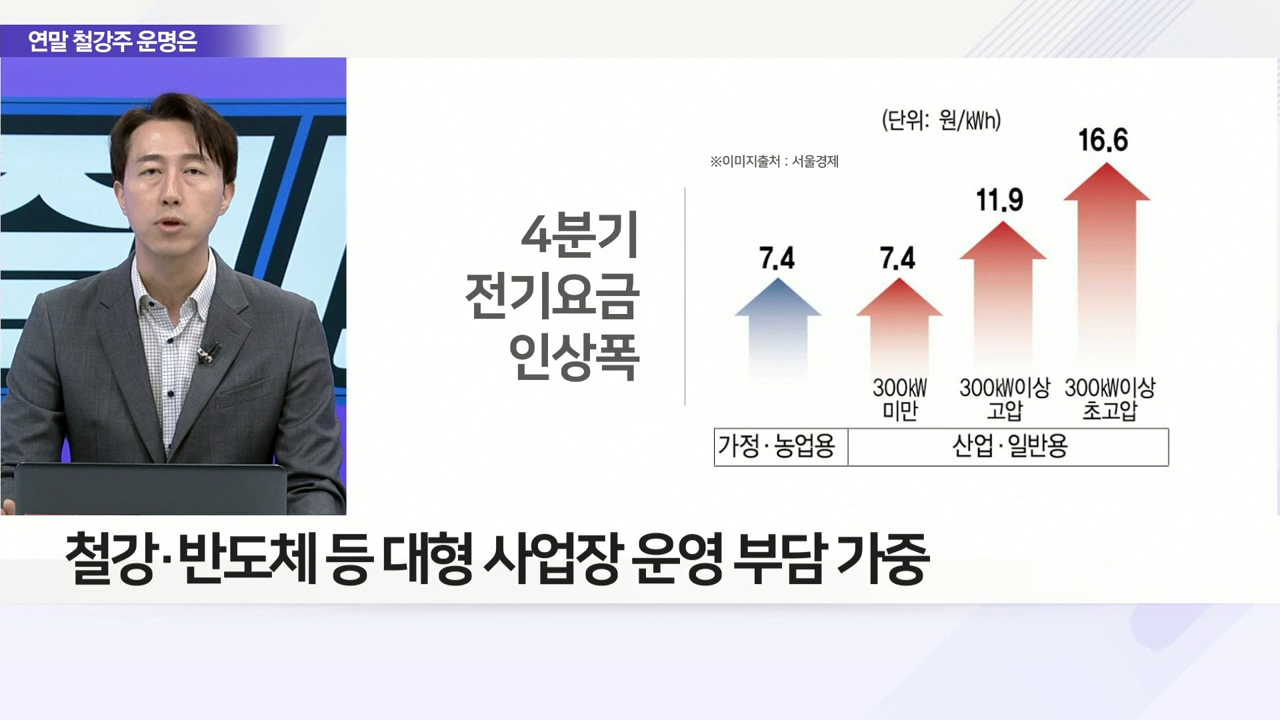 연말 철강주 운명은
(단위: 원/㎾h)
※이미지출처 : 서울경제
4분기
전기요금
인상폭
7.4
7.4
11.9
16.6
300㎾
미만
300㎾이상
고압
300㎾이상
초고압
가정·농업용
산업·일반용
철강·반도체 등 대형 사업장 운영 부담 가중